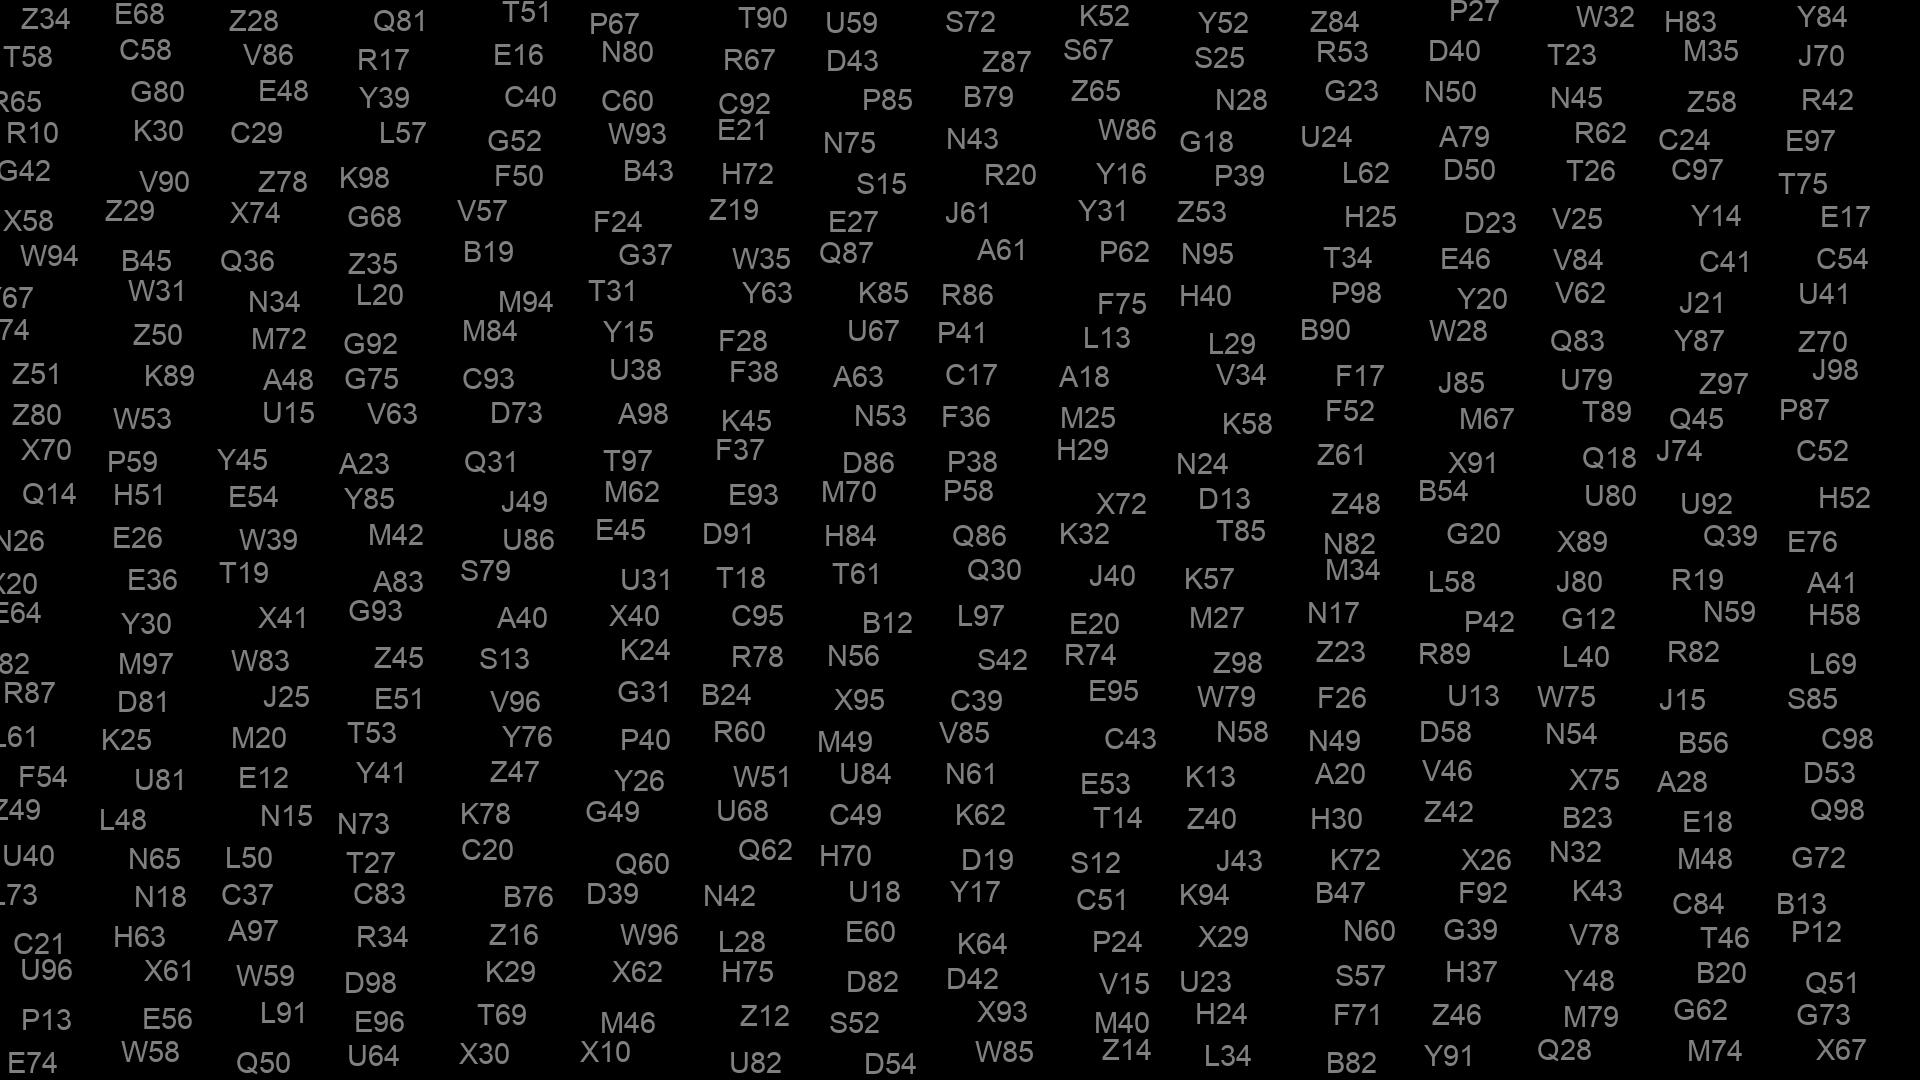 Z34 E68 Z28 Q81 T51 P67 T90 U59 S72 K52 Y52 Z84 P27 W32 H83 Y84
T58 C58 V86 R17 E16 N80 R67 D43 Z87 S67 S25 R53 D40 T23 M35 J70
R65 G80 E48 Y39 C40 C60 C92 P85 B79 Z65 N28 G23 N50 N45 Z58 R42
R10 K30 C29 L57 G52 W93 E21 N75 N43 W86 G18 U24 A79 R62 C24 E97
G42 V90 Z78 K98 F50 B43 H72 S15 R20 Y16 P39 L62 D50 T26 C97 T75
X58 Z29 X74 G68 V57 F24 Z19 E27 J61 Y31 Z53 H25 D23 V25 Y14 E17
W94 B45 Q36 Z35 B19 G37 W35 Q87 A61 P62 N95 T34 E46 V84 C41 C54
67 W31 N34 L20 M94 T31 Y63 K85 R86 F75 H40 P98 Y20 V62 J21 U41
74 Z50 M72 G92 M84 Y15 F28 U67 P41 L13 L29 B90 W28 Q83 Y87 Z70
Z51 K89 A48 G75 C93 U38 F38 A63 C17 A18 V34 F17 J85 U79 Z97 J98
Z80 W53 U15 V63 D73 A98 K45 N53 F36 M25 K58 F52 M67 T89 Q45 P87
X70 P59 Y45 A23 Q31 T97 F37 D86 P38 H29 N24 Z61 X91 Q18 J74 C52
Q14 H51 E54 Y85 J49 M62 E93 M70 P58 X72 D13 Z48 B54 U80 U92 H52
N26 E26 W39 M42 U86 E45 D91 H84 Q86 K32 T85 N82 G20 X89 Q39 E76
X20 E36 T19 A83 S79 U31 T18 T61 Q30 J40 K57 M34 L58 J80 R19 A41
E64 Y30 X41 G93 A40 X40 C95 B12 L97 E20 M27 N17 P42 G12 N59 H58
82 M97 W83 Z45 S13 K24 R78 N56 S42 R74 Z98 Z23 R89 L40 R82 L69
R87 D81 J25 E51 V96 G31 B24 X95 C39 E95 W79 F26 U13 W75 J15 S85
L61 K25 M20 T53 Y76 P40 R60 M49 V85 C43 N58 N49 D58 N54 B56 C98
F54 U81 E12 Y41 Z47 Y26 W51 U84 N61 E53 K13 A20 V46 X75 A28 D53
Z49 L48 N15 N73 K78 G49 U68 C49 K62 T14 Z40 H30 Z42 B23 E18 Q98
U40 N65 L50 T27 C20 Q60 Q62 H70 D19 S12 J43 K72 X26 N32 M48 G72
L73 N18 C37 C83 B76 D39 N42 U18 Y17 C51 K94 B47 F92 K43 C84 B13
C21 H63 A97 R34 Z16 W96 L28 E60 K64 P24 X29 N60 G39 V78 T46 P12
U96 X61 W59 D98 K29 X62 H75 D82 D42 V15 U23 S57 H37 Y48 B20 Q51
P13 E56 L91 E96 T69 M46 Z12 S52 X93 M40 H24 F71 Z46 M79 G62 G73
E74 W58 Q50 U64 X30 X10 U82 D54 W85 Z14 L34 B82 Y91 Q28 M74 X67